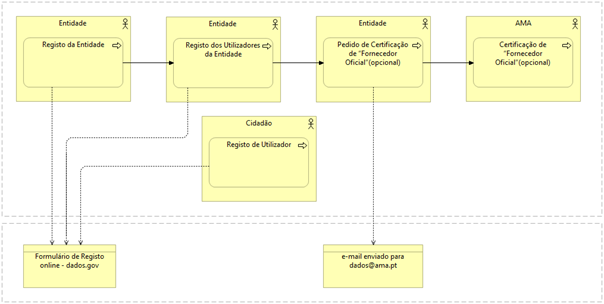 Entidade
Registo da Entidade
Entidade
Registo dos Utilizadores
da Entidade
Entidade
Pedido de Certificação
de "Fornecedor
Oficial"(opcional)
AMA
Certificação de
"Fornecedor
Oficial"(opcional)
Cidadão
Registo de Utilizador
Formulário de Registo
online - dados.gov
e-mail enviado para
dados@ama.pt